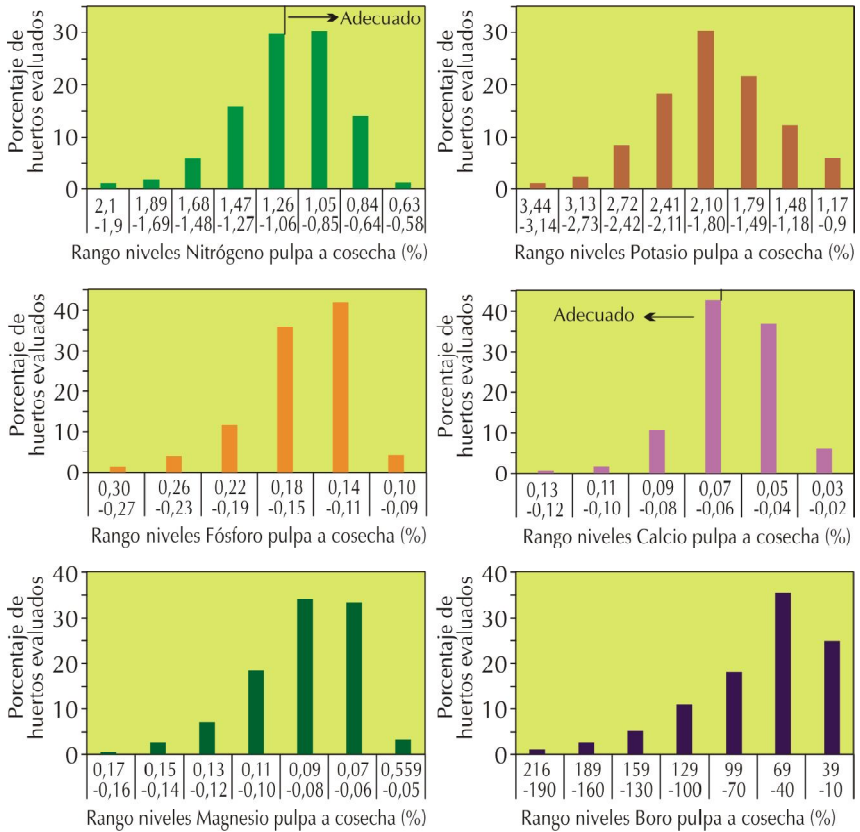 Porcentaje de
huertos evaluados
30
20
10
0
Adecuado
2,1 1,89 1,68 1,47 1,26 1,05 0,84 0,63
-1,9 -1,69 -1,48 -1,27 -1,06 -0,85 -0,64 -0,58
Rango niveles Nitrógeno pulpa a cosecha (%)
Porcentaje de
huertos evaluados
30
20
10
0
3,44 3,13 2,72 2,41 2,10 1,79 1,48 1,17
-3,14 -2,73 -2,42 -2,11 -1,80 -1,49 -1,18 -0,9
Rango niveles Potasio pulpa a cosecha (%)
Porcentaje de
huertos evaluados
40
30
20
10
0
0,30 0,26 0,22 0,18 0,14 0,10
-0,27 -0,23 -0,19 -0,15 -0,11 -0,09
Rango niveles Fósforo pulpa a cosecha (%)
Porcentaje de
huertos evaluados
40
30
20
10
0
Adecuado
0,13 0,11 0,09 0,07 0,05 0,03
-0,12 -0,10 -0,08 -0,06 -0,04 -0,02
Rango niveles Calcio pulpa a cosecha (%)
Porcentaje de
huertos evaluados
40
30
20
10
0
0,17 0,15 0,13 0,11 0,09 0,07 0,559
-0,16 -0,14 -0,12 -0,10 -0,08 -0,06 -0,05
Rango niveles Magnesio pulpa a cosecha (%)
Porcentaje de
huertos evaluados
40
30
20
10
0
216 189 159 129 99 69 39
-190 -160 -130 -100 -70 -40 -10
Rango niveles Boro pulpa a cosecha (%)